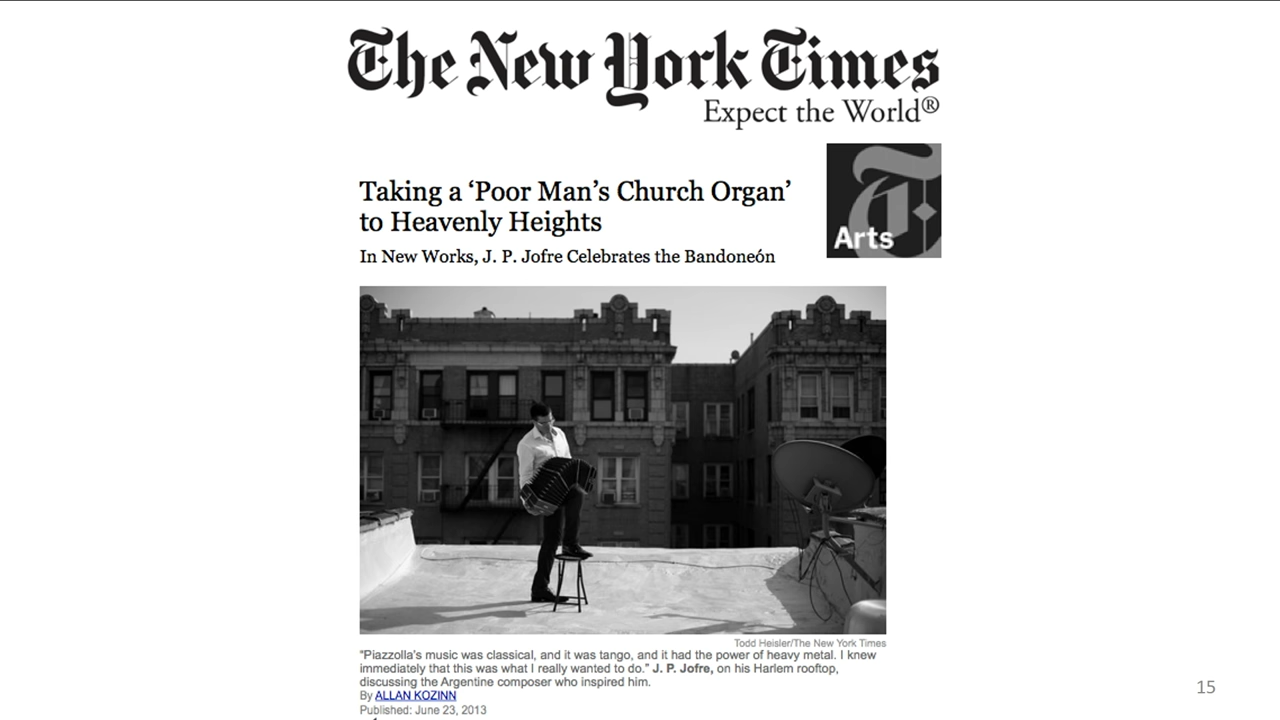 The New York Times
Expect the World®
Taking a ‘Poor Man’s Church Organ’
to Heavenly Heights
Arts
In New Works, J. P. Jofre Celebrates the Bandoneón
Todd Heisler/The New York Times
“Piazzolla’s music was classical, and it was tango, and it had the power of heavy metal. I knew
immediately that this was what I really wanted to do.” J. P. Jofre, on his Harlem rooftop,
discussing the Argentine composer who inspired him.
By ALLAN KOZINN
Published: June 23, 2013
15